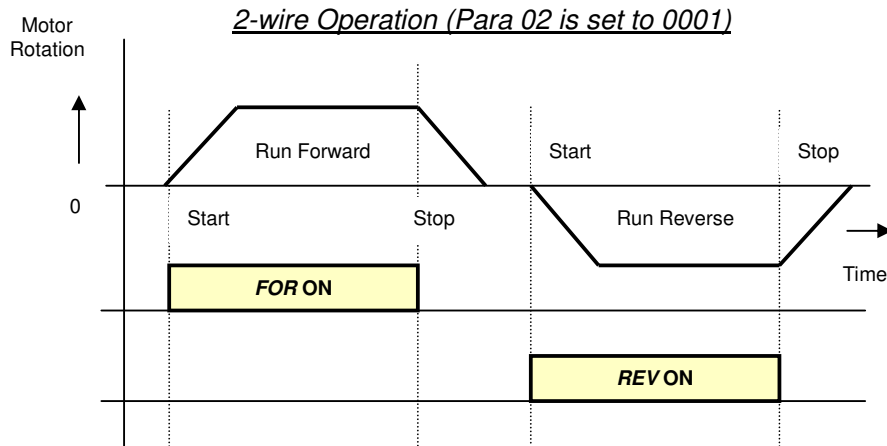 2-wire Operation (Para 02 is set to 0001)
Motor
Rotation
Run Forward
Start
Stop
0
Start
Stop
Run Reverse
Time
FOR ON
REV ON